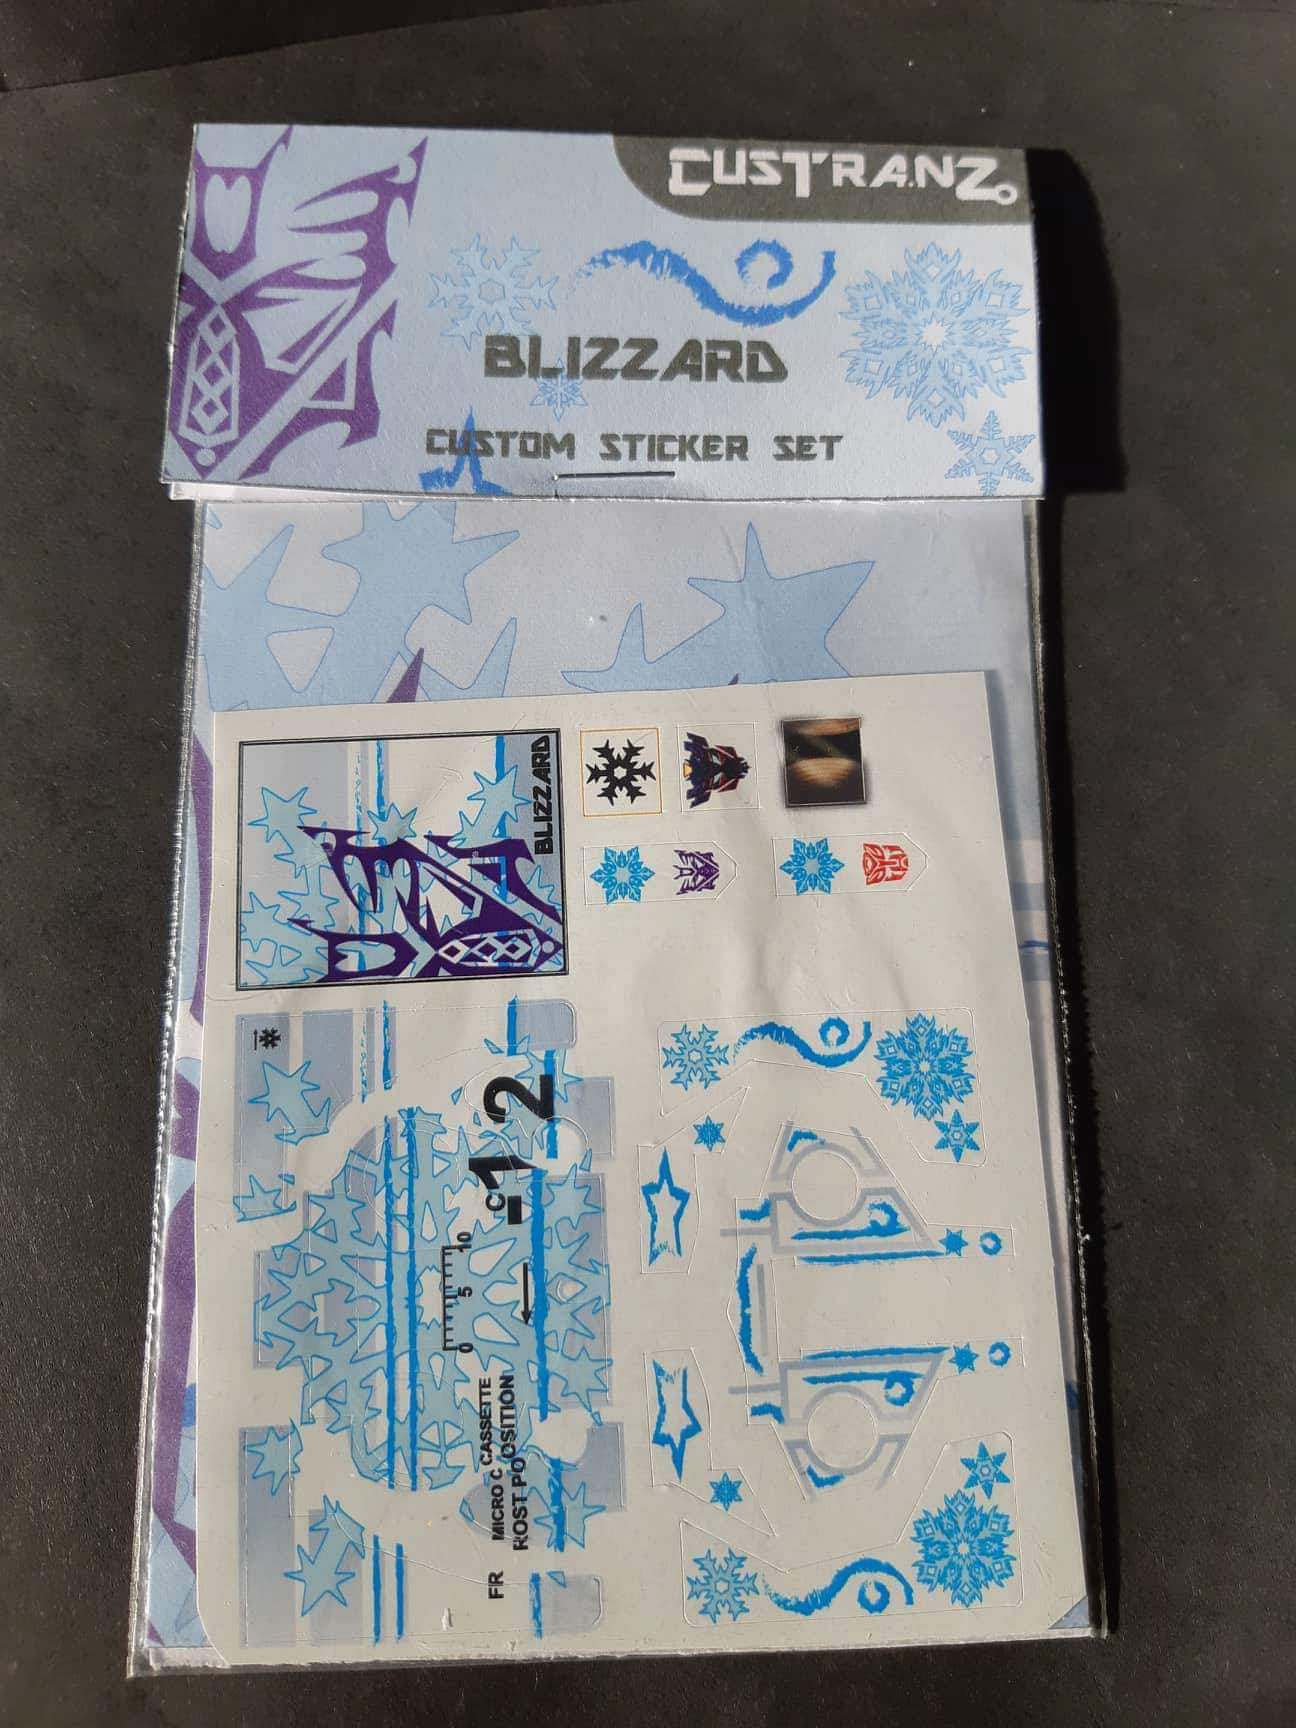 CUSTRANZ
BLIZZARD
CUSTOM STICKER SET
BLIZZARD
C
-12
0 5 10
FR MICRO C CASSETTE
ROST PO OSITION